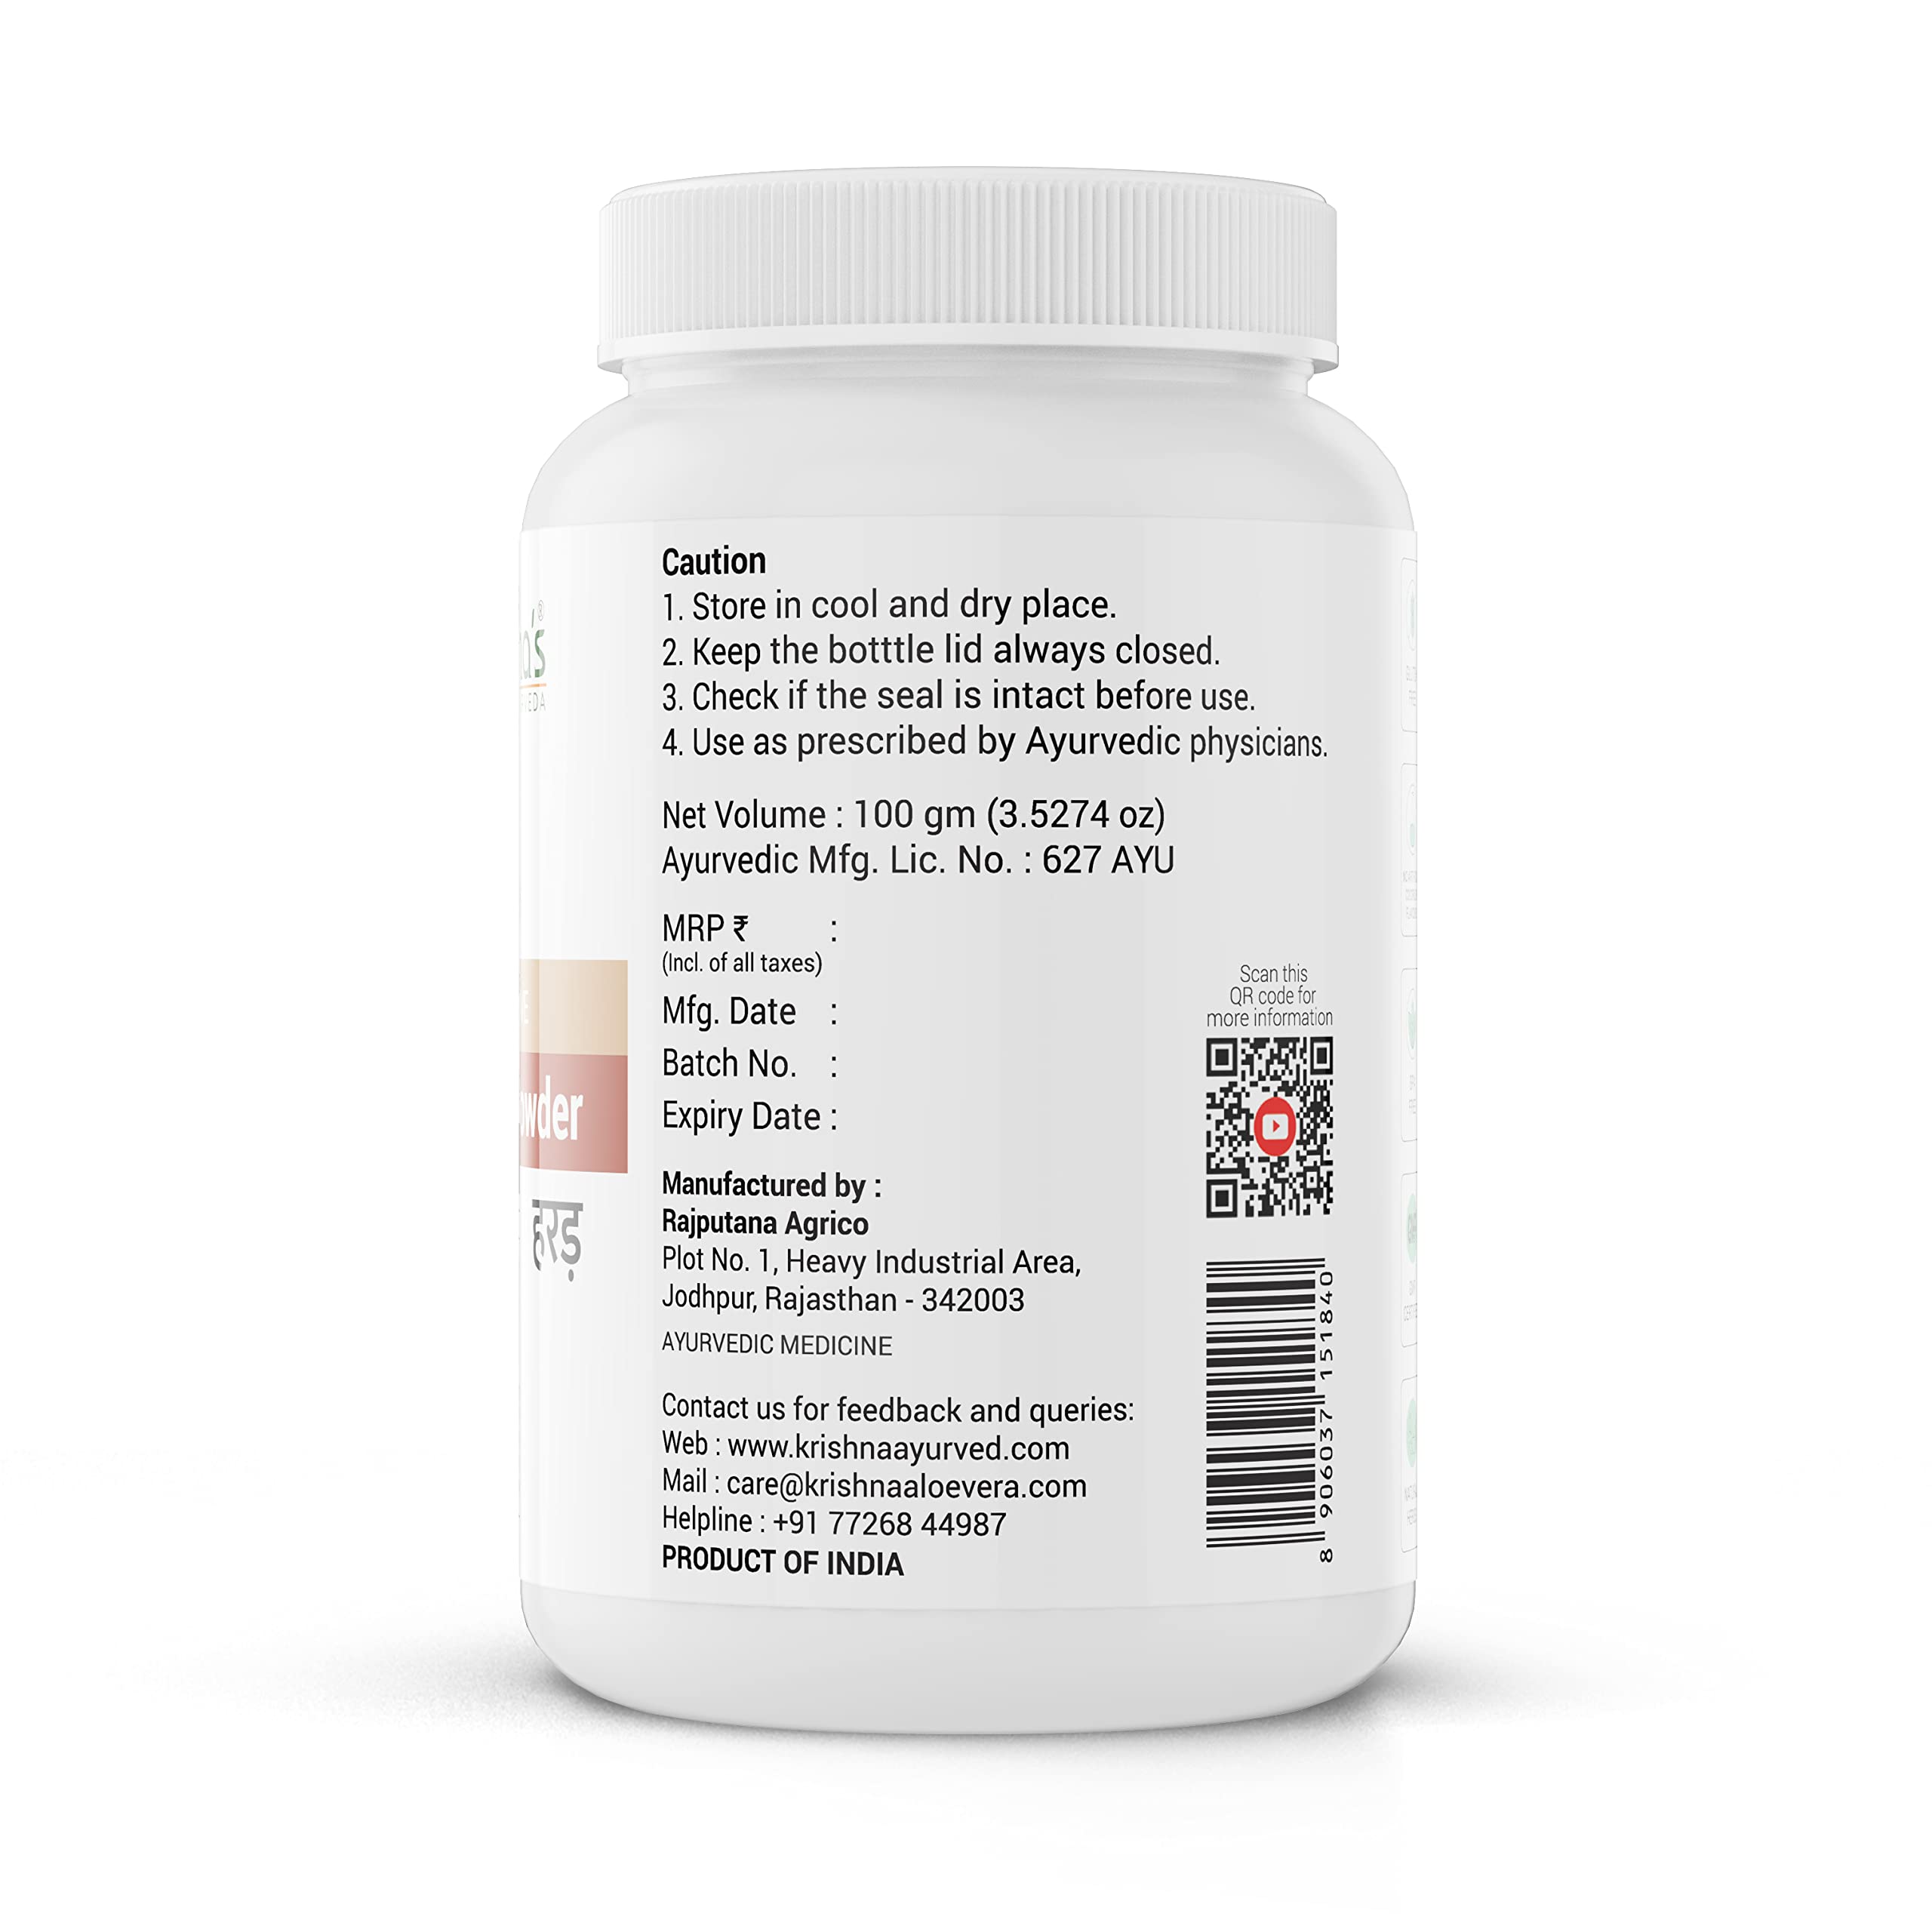 Caution
1. Store in cool and dry place.
2. Keep the botttle lid always closed.
3. Check if the seal is intact before use.
4. Use as prescribed by Ayurvedic physicians.
Net Volume : 100 gm (3.5274 oz)
Ayurvedic Mfg. Lic. No. : 627 AYU
MRP ₹ :
(Incl. of all taxes)
Mfg. Date :
Batch No. :
Expiry Date :
Manufactured by :
Rajputana Agrico
Plot No. 1, Heavy Industrial Area,
Jodhpur, Rajasthan - 342003
AYURVEDIC MEDICINE
Contact us for feedback and queries:
Web : www.krishnaayurved.com
Mail : care@krishnaaloevera.com
Helpline : +91 77268 44987
PRODUCT OF INDIA
Scan this
QR code for
more information
8 906037 151840
हरड़